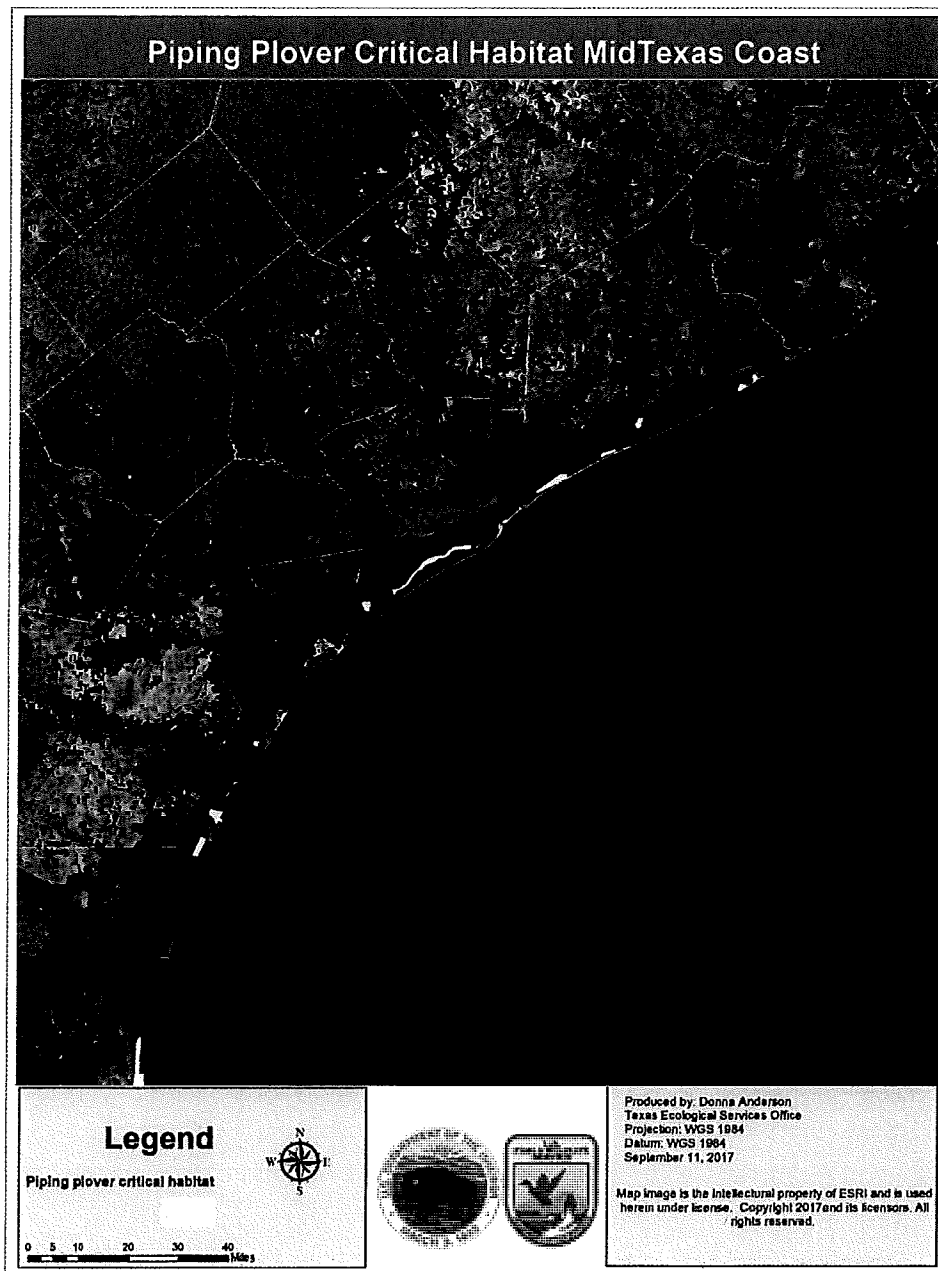 Piping Plover Critical Habitat MidTexas Coast
Legend
Piping plover critical habitat
N
W
E
S
0 5 10 20 30 40
Miles
Produced by: Donna Anderson
Texas Ecological Services Office
Projection: WGS 1984
Datum: WGS 1984
September 11, 2017
Map image is the intellectual property of ESRI and is used
herein under license. Copyright 2017and its licensors. All
rights reserved.